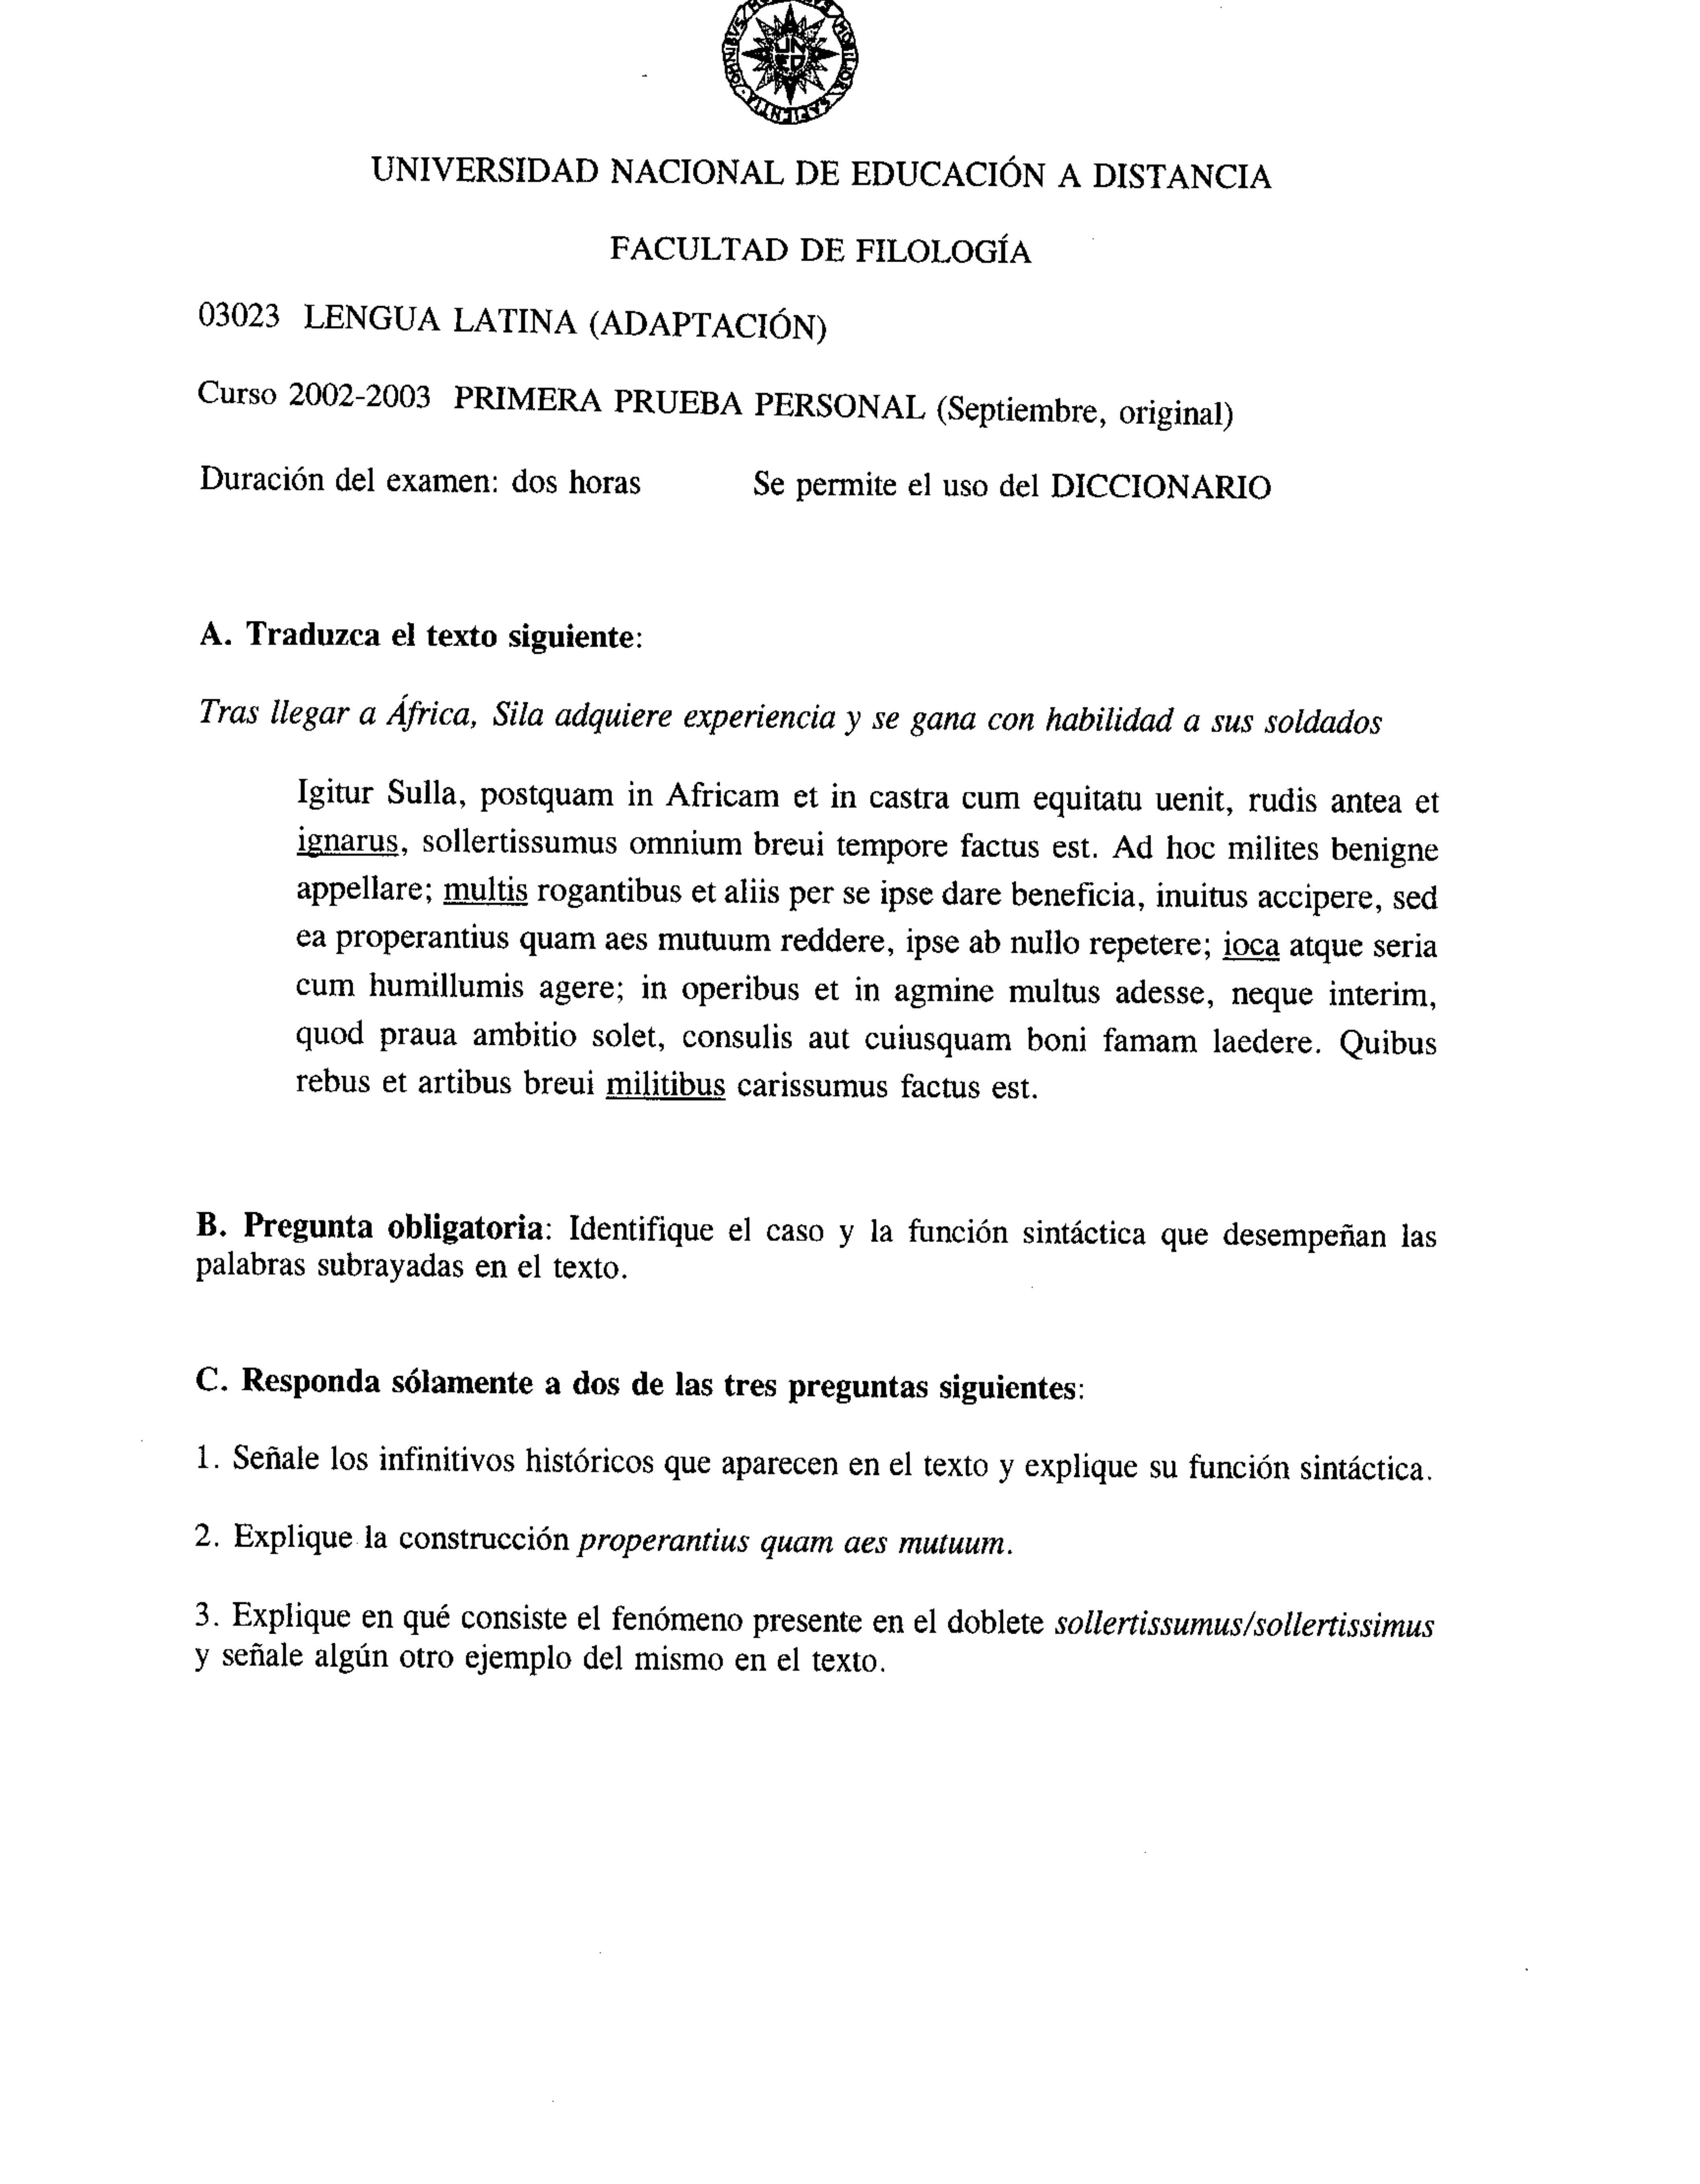 UN
ED
OMNIBVS
SAPIENTIA
UNIVERSIDAD NACIONAL DE EDUCACIÓN A DISTANCIA
FACULTAD DE FILOLOGÍA
03023 LENGUA LATINA (ADAPTACIÓN)
Curso 2002-2003 PRIMERA PRUEBA PERSONAL (Septiembre, original)
Duración del examen: dos horas Se permite el uso del DICCIONARIO
A. Traduzca el texto siguiente:
Tras llegar a África, Sila adquiere experiencia y se gana con habilidad a sus soldados
Igitur Sulla, postquam in Africam et in castra cum equitatu uenit, rudis antea et
ignarus, sollertissumus omnium breui tempore factus est. Ad hoc milites benigne
appellare; multis rogantibus et aliis per se ipse dare beneficia, inuitus accipere, sed
ea properantius quam aes mutuum reddere, ipse ab nullo repetere; ioca atque seria
cum humillumis agere; in operibus et in agmine multus adesse, neque interim,
quod praua ambitio solet, consulis aut cuiusquam boni famam laedere. Quibus
rebus et artibus breui militibus carissumus factus est.
B. Pregunta obligatoria: Identifique el caso y la función sintáctica que desempeñan las
palabras subrayadas en el texto.
C. Responda sólamente a dos de las tres preguntas siguientes:
1. Señale los infinitivos históricos que aparecen en el texto y explique su función sintáctica.
2. Explique la construcción properantius quam aes mutuum.
3. Explique en qué consiste el fenómeno presente en el doblete sollertissumus/sollertissimus
y señale algún otro ejemplo del mismo en el texto.